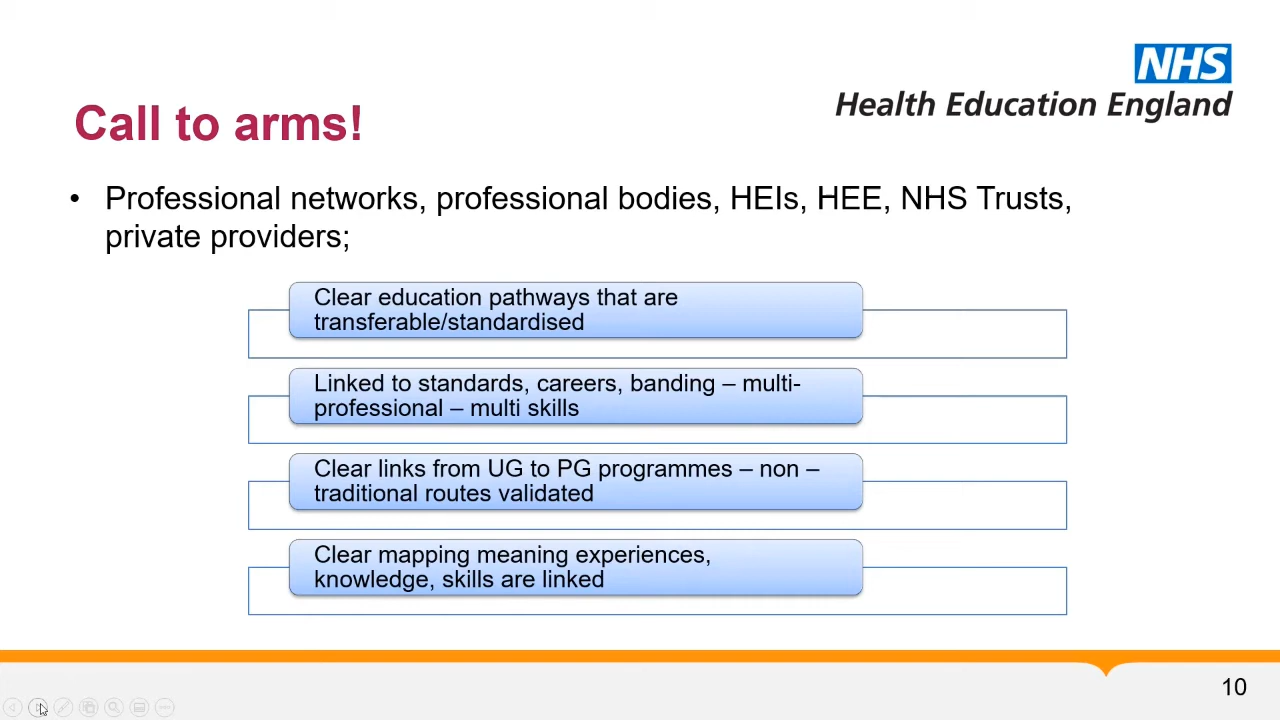 NHS
Health Education England
Call to arms!
• Professional networks, professional bodies, HEIs, HEE, NHS Trusts,
private providers;
Clear education pathways that are
transferable/standardised
Linked to standards, careers, banding – multi-
professional – multi skills
Clear links from UG to PG programmes – non –
traditional routes validated
Clear mapping meaning experiences,
knowledge, skills are linked
10